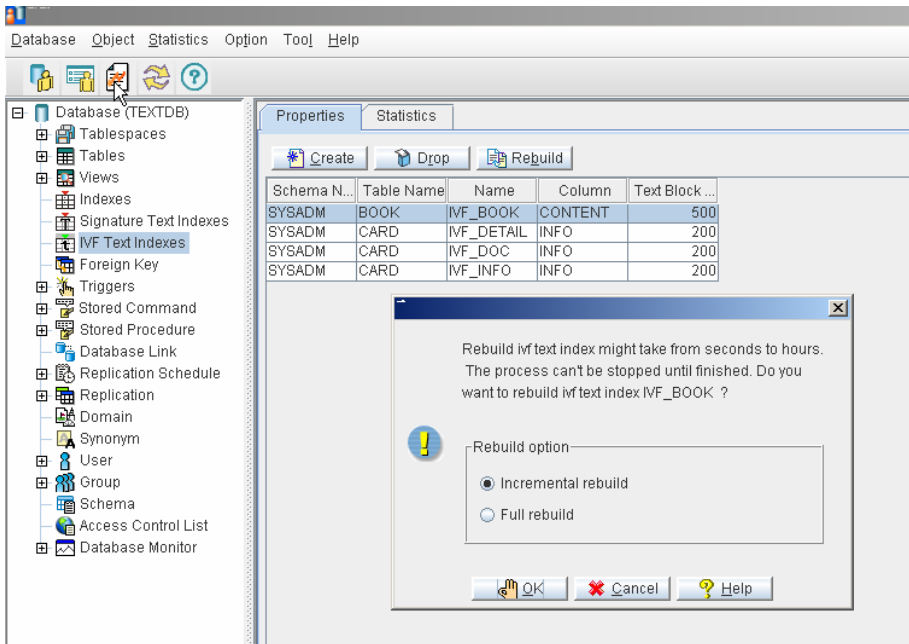 Database Object Statistics Option Tool Help
Database (TEXTDB)
Tablespaces
Tables
Views
Indexes
Signature Text Indexes
IVF Text Indexes
Foreign Key
Triggers
Stored Command
Stored Procedure
Database Link
Replication Schedule
Replication
Domain
Synonym
User
Group
Schema
Access Control List
Database Monitor
Properties Statistics
Create Drop Rebuild
Schema N... Table Name Name Column Text Block ...
SYSADM BOOK IVF_BOOK CONTENT 500
SYSADM CARD IVF_DETAIL INFO 200
SYSADM CARD IVF_DOC INFO 200
SYSADM CARD IVF_INFO INFO 200
Rebuild ivf text index might take from seconds to hours.
The process can't be stopped until finished. Do you
want to rebuild ivf text index IVF_BOOK ?
Rebuild option
Incremental rebuild
Full rebuild
OK Cancel Help